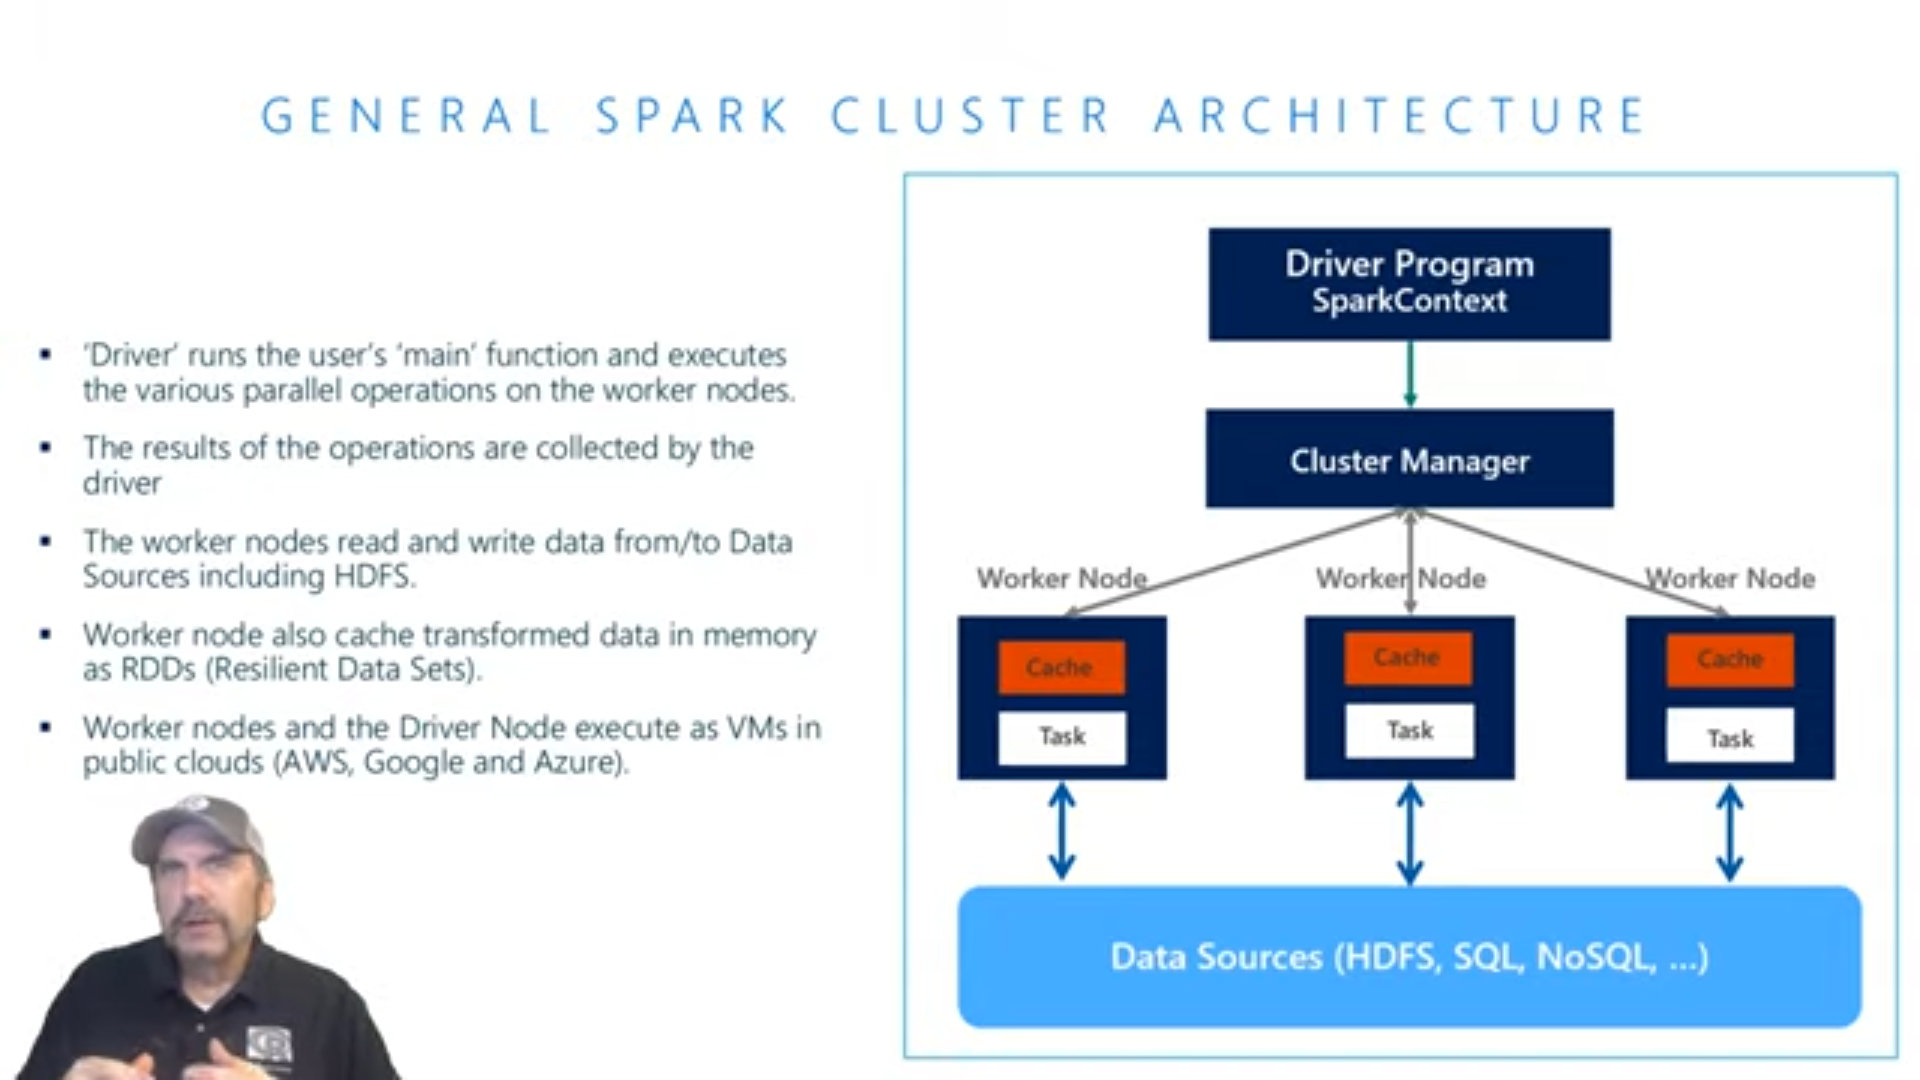 GENERAL SPARK CLUSTER ARCHITECTURE
▪ 'Driver' runs the user's 'main' function and executes
the various parallel operations on the worker nodes.
▪ The results of the operations are collected by the
driver
▪ The worker nodes read and write data from/to Data
Sources including HDFS.
▪ Worker node also cache transformed data in memory
as RDDs (Resilient Data Sets).
▪ Worker nodes and the Driver Node execute as VMs in
public clouds (AWS, Google and Azure).
Driver Program
SparkContext
Cluster Manager
Worker Node
Worker Node
Worker Node
Cache
Task
Cache
Task
Cache
Task
Data Sources (HDFS, SQL, NoSQL, ...)